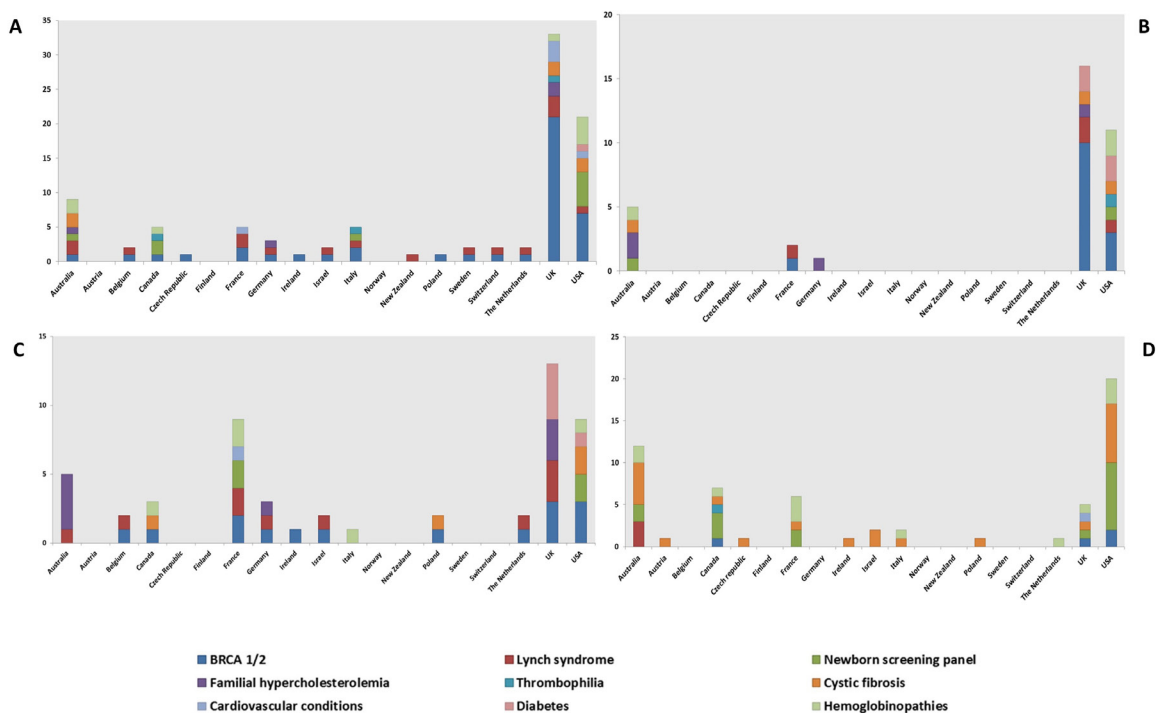 A
35
30
25
20
15
10
5
0
Australia
Austria
Belgium
Canada
Czech Republic
Finland
France
Germany
Ireland
Israel
Italy
Norway
New Zealand
Poland
Sweden
Switzerland
The Netherlands
UK
USA
B
20
15
10
5
0
Australia
Austria
Belgium
Canada
Czech Republic
Finland
France
Germany
Ireland
Israel
Italy
Norway
New Zealand
Poland
Sweden
Switzerland
The Netherlands
UK
USA
C
15
10
5
0
Australia
Austria
Belgium
Canada
Czech Republic
Finland
France
Germany
Ireland
Israel
Italy
Norway
New Zealand
Poland
Sweden
Switzerland
The Netherlands
UK
USA
D
25
20
15
10
5
0
Australia
Austria
Belgium
Canada
Czech republic
Finland
France
Germany
Ireland
Israel
Italy
Norway
New Zealand
Poland
Sweden
Switzerland
The Netherlands
UK
USA
BRCA 1/2
Lynch syndrome
Newborn screening panel
Familial hypercholesterolemia
Thrombophilia
Cystic fibrosis
Cardiovascular conditions
Diabetes
Hemoglobinopathies